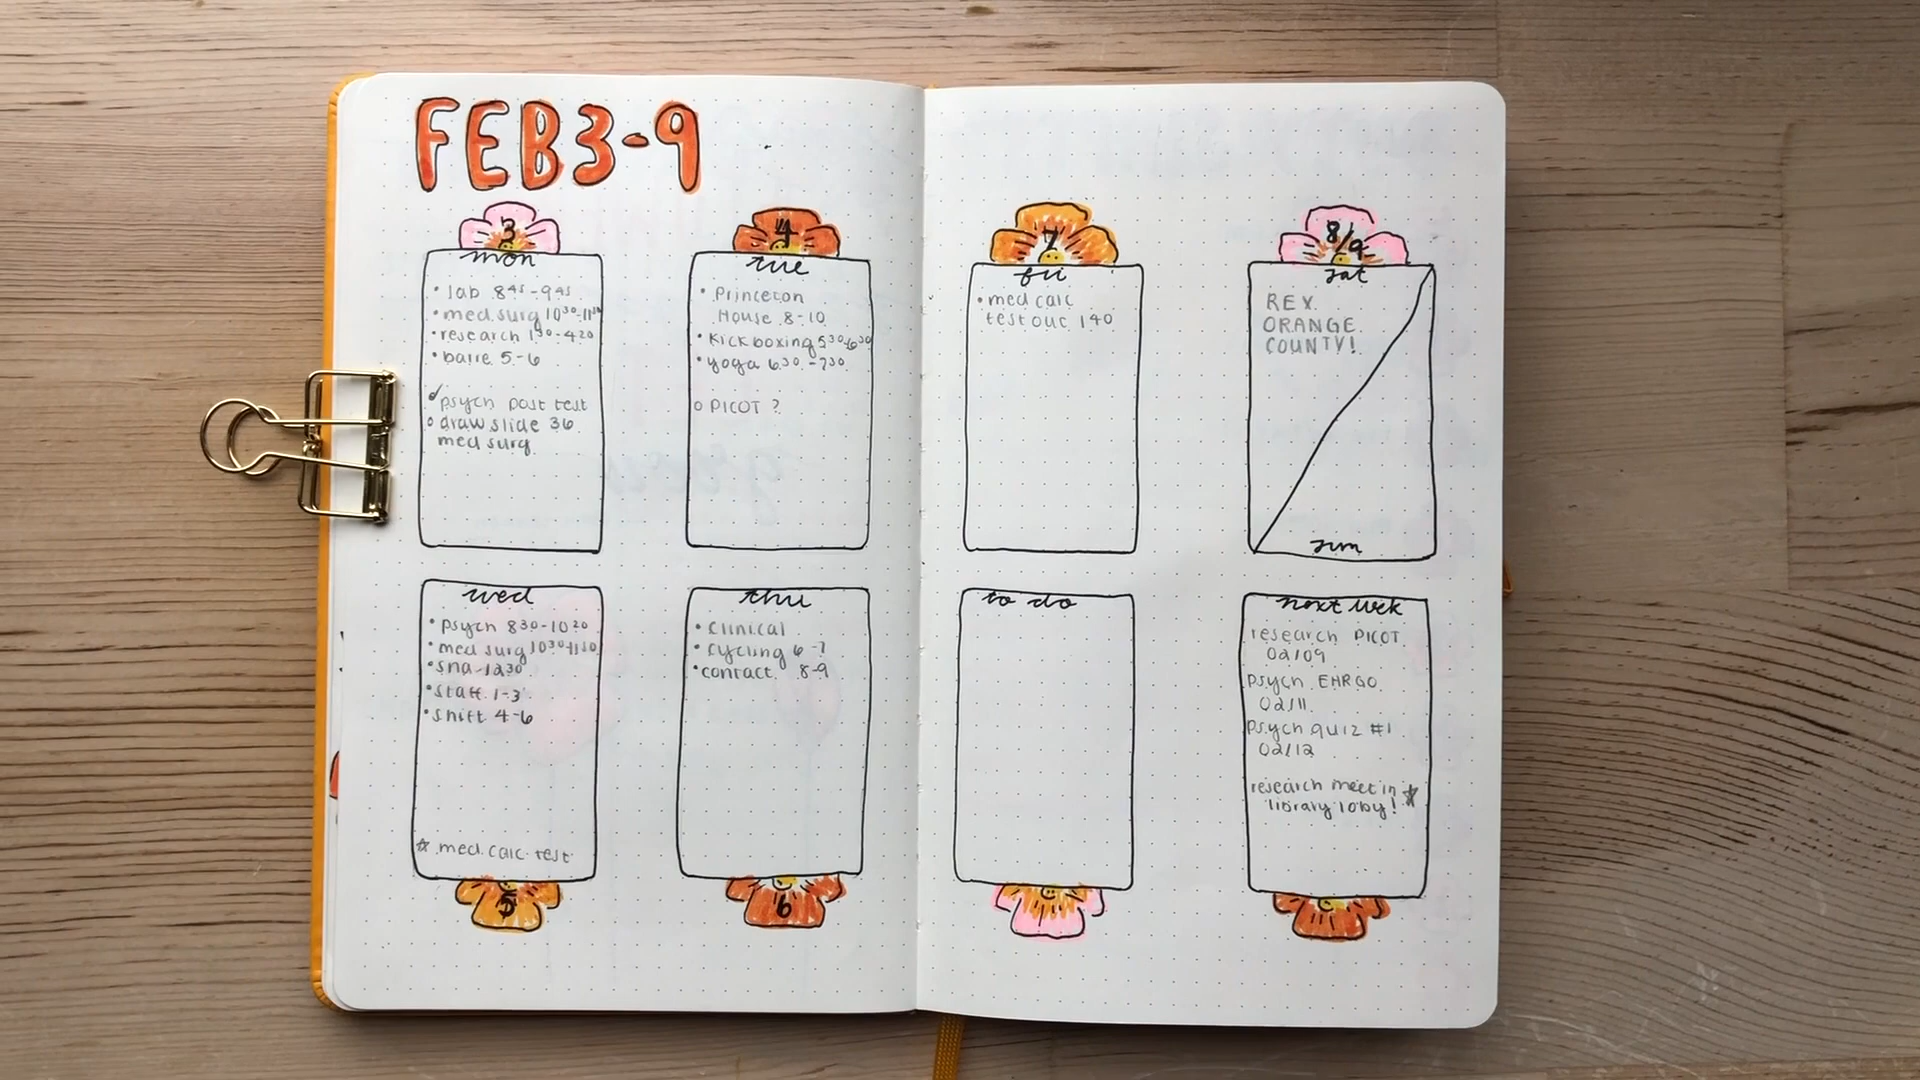 FEB 3-9
3
mon
• lab 845-945
• med surg 1030-1120
• research 130-420
• barre 5-6
psych post test
draw slide 36
med surg
4
tue
• Princeton
House 8-10
• Kickboxing 530-630
• yoga 630-730
o PICOT ?
wed
• psych 830-1020
• med surg 1030-1150
• sna 1230
• staff 1-3
• shift 4-6
☆ med calc test
5
thu
• clinical
• cycling 6-7
• contact 8-9
6
7
fri
• med calc
test out 140
8/9
sat
REX
ORANGE
COUNTY!
sun
to do
next week
research PICOT
02/09
psych EHRGO
02/11
psych quiz #1
02/12
research meet in ☆
library loby!